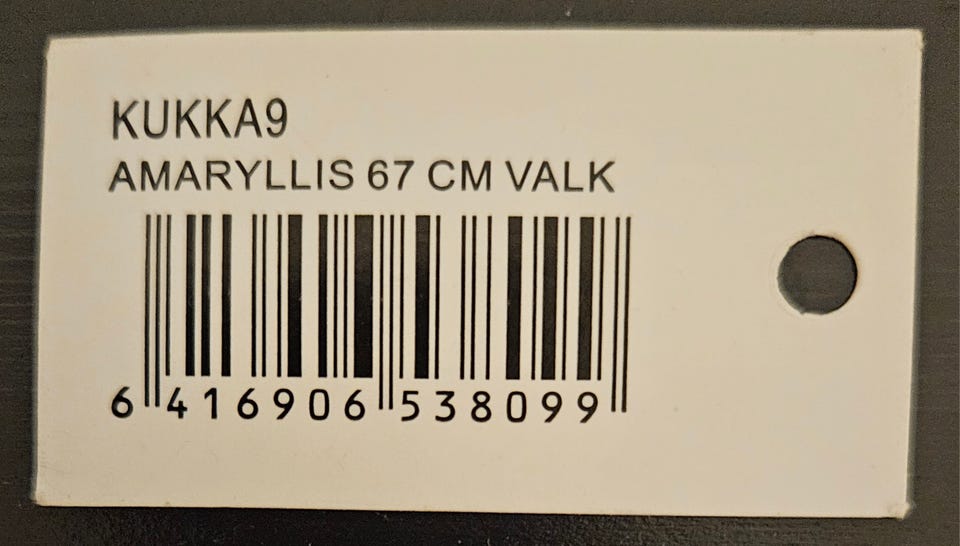 KUKKA9
AMARYLLIS 67 CM VALK
6 416906 538099